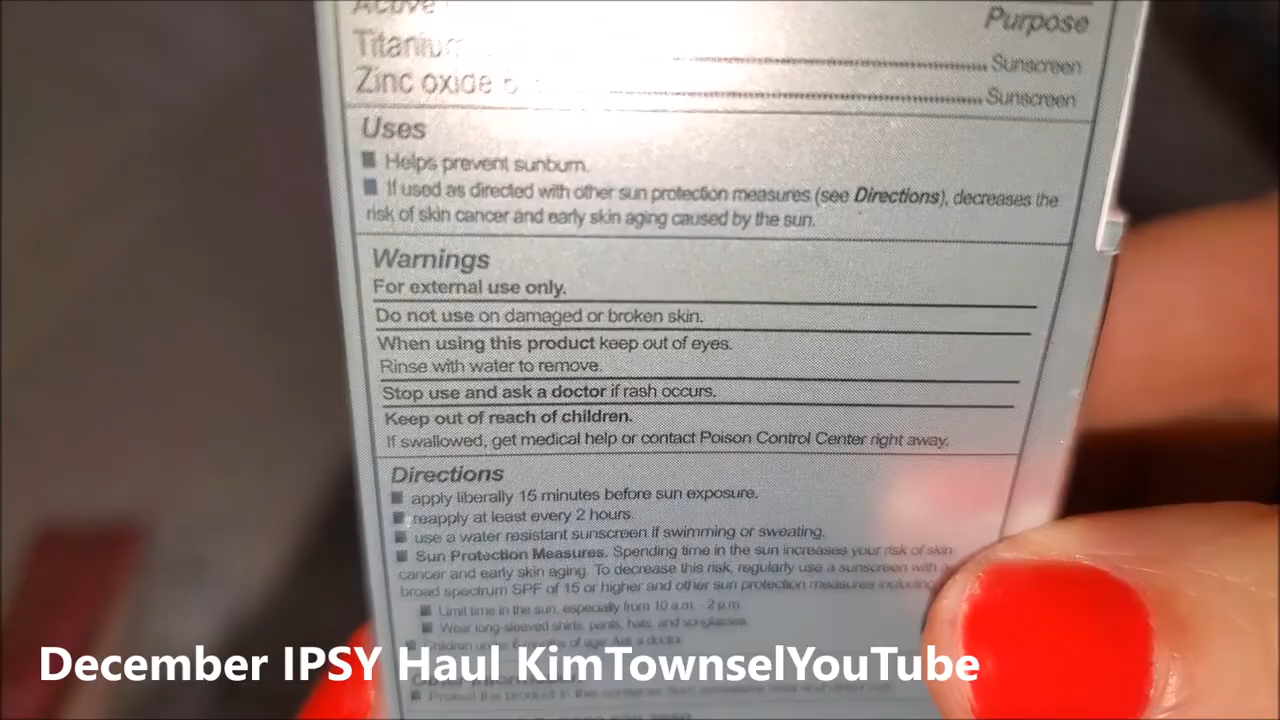 Active
Purpose
Sunscreen
Zinc oxide Sunscreen
Uses
Helps prevent sunburn.
If used as directed with other sun protection measures (see Directions), decreases the
risk of skin cancer and early skin aging caused by the sun.
Warnings
For external use only.
Do not use on damaged or broken skin.
When using this product keep out of eyes.
Rinse with water to remove.
Stop use and ask a doctor if rash occurs.
Keep out of reach of children.
If swallowed, get medical help or contact Poison Control Center right away.
Directions
apply liberally 15 minutes before sun exposure.
reapply at least every 2 hours.
use a water resistant sunscreen if swimming or sweating.
Sun Protection Measures. Spending time in the sun increases your risk of skin
cancer and early skin aging. To decrease this risk, regularly use a sunscreen with a
broad spectrum SPF of 15 or higher and other sun protection measures including
Limit time in the sun, especially from 10 a.m. - 2 p.m.
Wear long-sleeved shirts, pants, hats, and sunglasses.
Children under 6 months of age: Ask a doctor
December IPSY Haul KimTownselYouTube
Protect the product in this